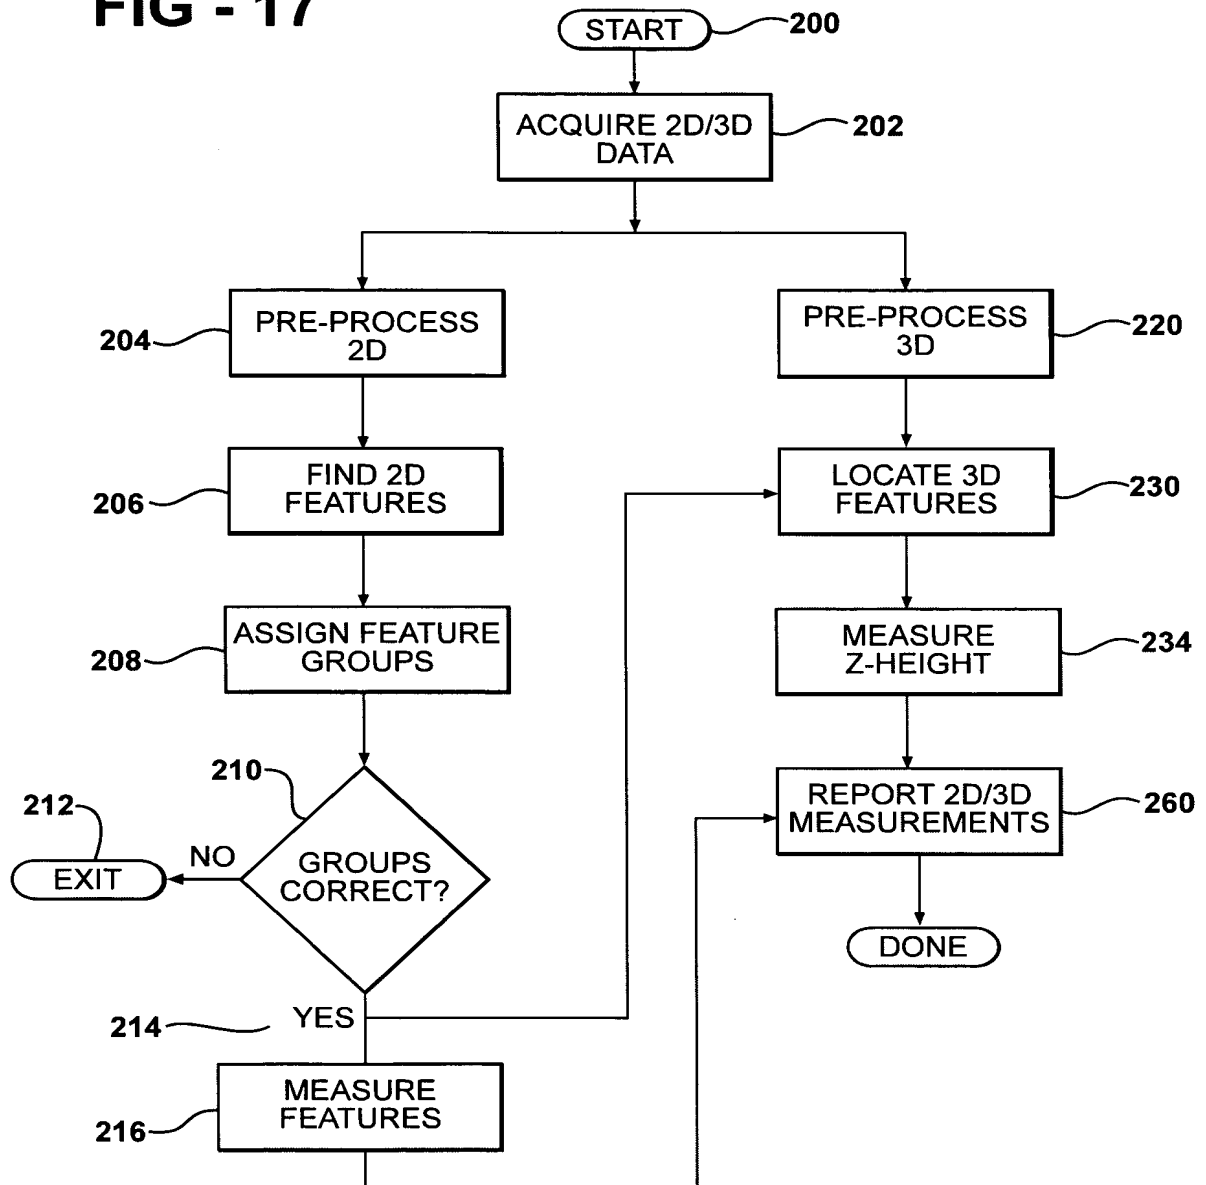 FIG - 17
START
200
ACQUIRE 2D/3D
DATA
202
PRE-PROCESS
2D
204
PRE-PROCESS
3D
220
FIND 2D
FEATURES
206
LOCATE 3D
FEATURES
230
ASSIGN FEATURE
GROUPS
208
MEASURE
Z-HEIGHT
234
210
GROUPS
CORRECT?
212
NO
EXIT
REPORT 2D/3D
MEASUREMENTS
260
DONE
214
YES
MEASURE
FEATURES
216